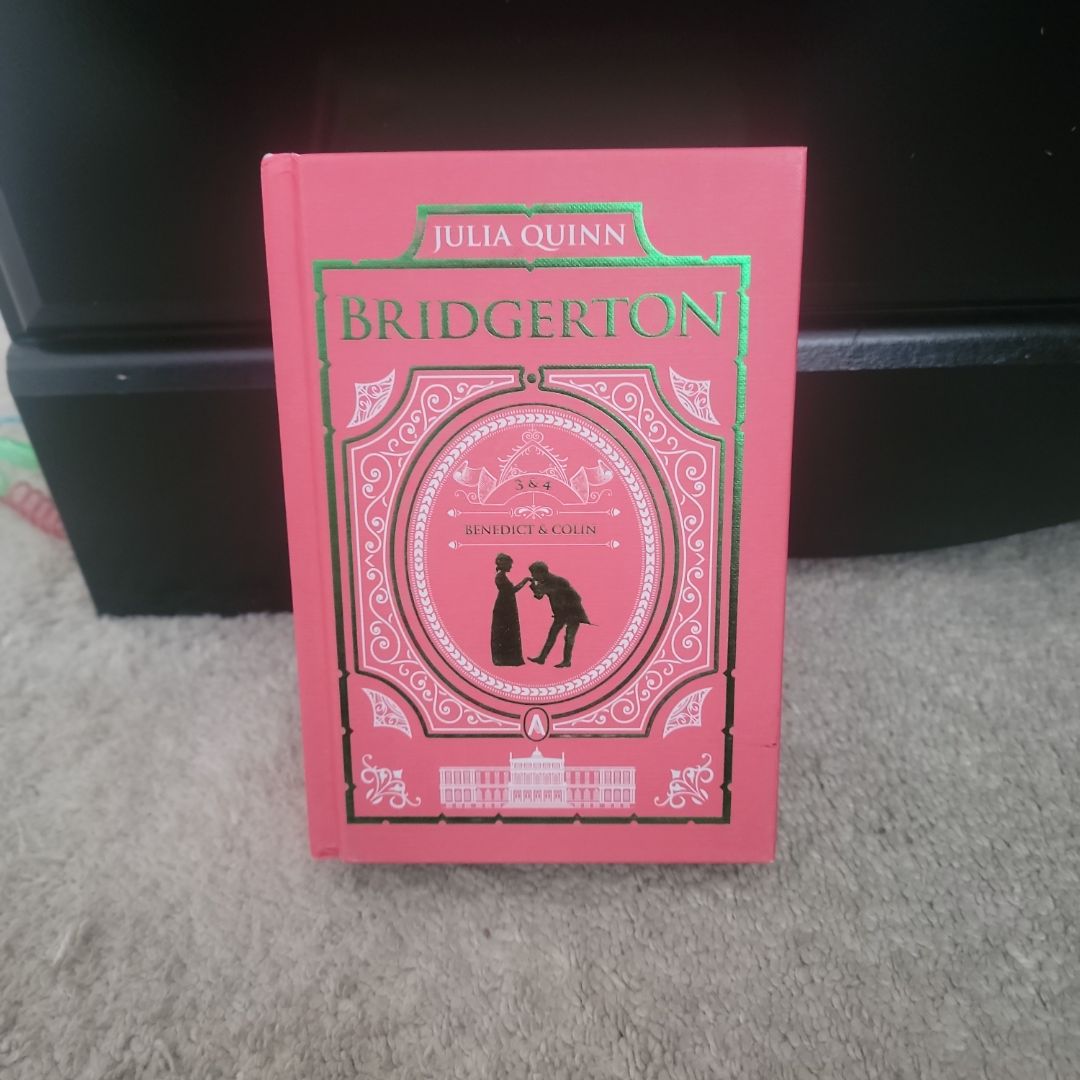 JULIA QUINN
BRIDGERTON
3 & 4
BENEDICT & COLIN
A